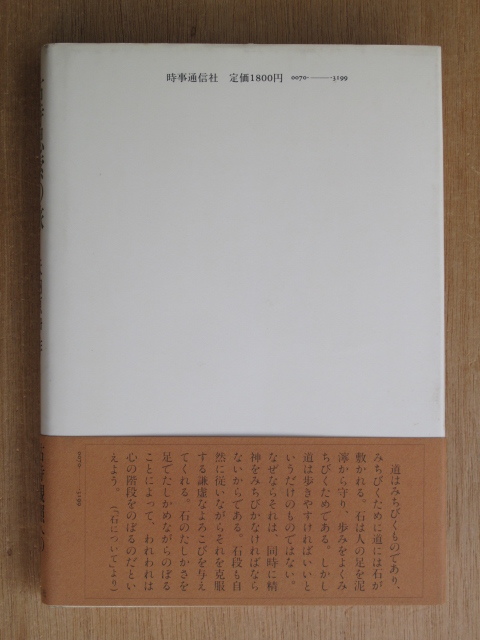 時事通信社　定価1800円　0070-———-3199
道はみちびくものであり、
みちびくために道には石が
敷かれる。石は人の足を泥
濘から守り、歩みをよくみ
ちびくためである。しかし
道は歩きやすければいいと
いうだけのものではない。
なぜならそれは、同時に精
神をみちびかなければなら
ないからである。石段も自
然に従いながらそれを克服
する謙虚なよろこびを与え
てくれる。石のたしかさを
足でたしかめながらのぼる
ことによって、われわれは
心の階段をのぼるのだとい
えよう。（「石について」より）